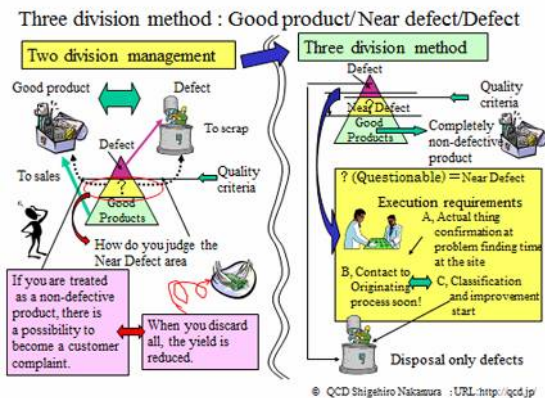 Three division method : Good product/Near defect/Defect
Two division management
Good product
Defect
To scrap
Defect
To sales
?
Quality
criteria
Good
Products
How do you judge the
Near Defect area
If you are treated
as a non-defective
product, there is
a possibility to
become a customer
complaint.
When you discard
all, the yield is
reduced.
Three division method
Defect
Quality
criteria
?
Near Defect
Good
Products
Completely
non-defective
product
? (Questionable) = Near Defect
Execution requirements
A, Actual thing
confirmation at
problem finding time
at the site
B, Contact to
Originating
process soon!
C, Classification
and improvement
start
Disposal only defects
© QCD Shigehiro Nakamura : URL:http://qcd.jp/